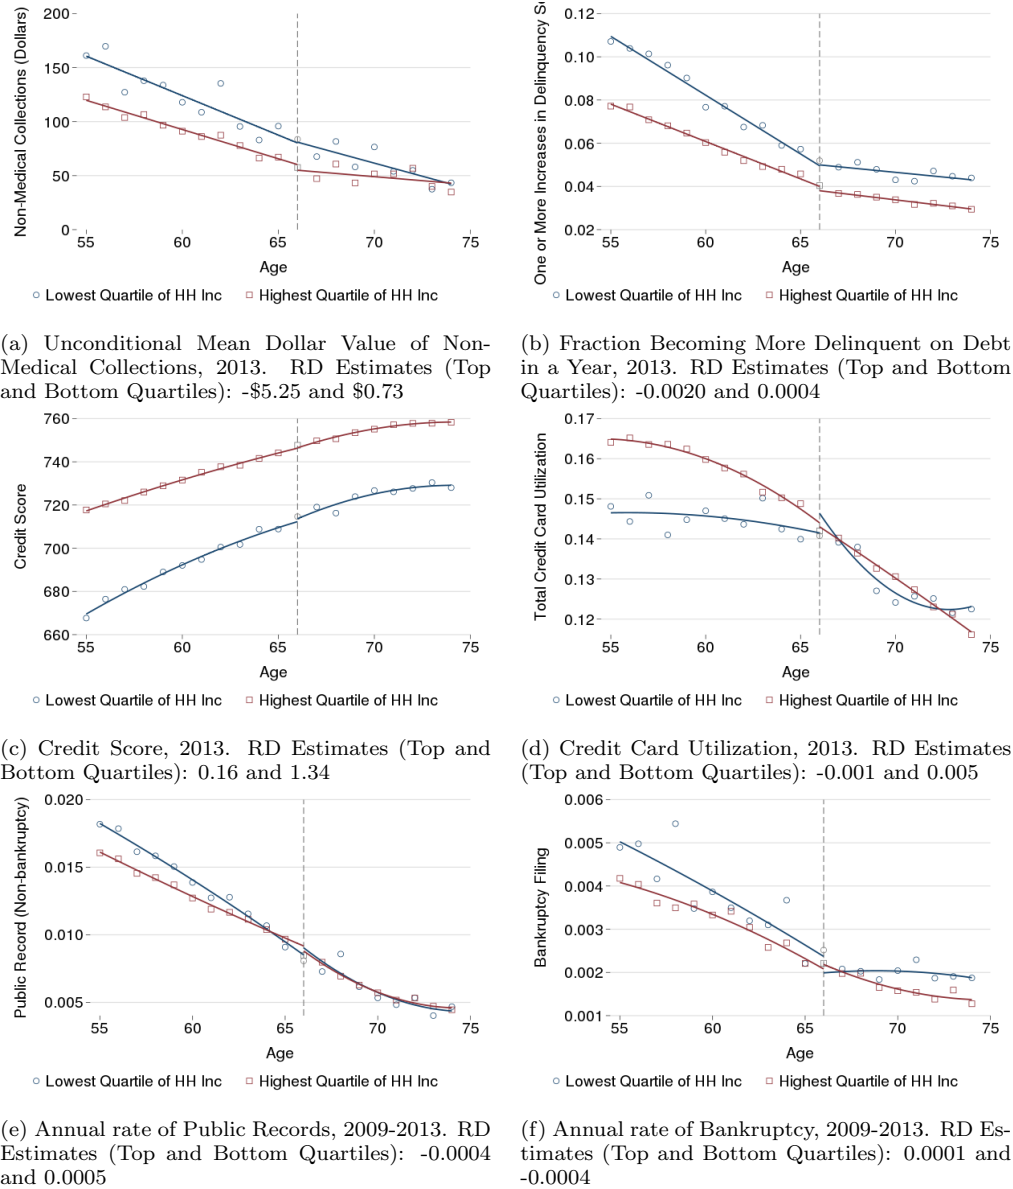 Non-Medical Collections (Dollars)
200
150
100
50
0
55 60 65 70 75
Age
Lowest Quartile of HH Inc Highest Quartile of HH Inc
(a) Unconditional Mean Dollar Value of Non-
Medical Collections, 2013. RD Estimates (Top
and Bottom Quartiles): -$5.25 and $0.73
One or More Increases in Delinquency
0.12
0.10
0.08
0.06
0.04
0.02
55 60 65 70 75
Age
Lowest Quartile of HH Inc Highest Quartile of HH Inc
(b) Fraction Becoming More Delinquent on Debt
in a Year, 2013. RD Estimates (Top and Bottom
Quartiles): -0.0020 and 0.0004
Credit Score
760
740
720
700
680
660
55 60 65 70 75
Age
Lowest Quartile of HH Inc Highest Quartile of HH Inc
(c) Credit Score, 2013. RD Estimates (Top and
Bottom Quartiles): 0.16 and 1.34
Total Credit Card Utilization
0.17
0.16
0.15
0.14
0.13
0.12
55 60 65 70 75
Age
Lowest Quartile of HH Inc Highest Quartile of HH Inc
(d) Credit Card Utilization, 2013. RD Estimates
(Top and Bottom Quartiles): -0.001 and 0.005
Public Record (Non-bankruptcy)
0.020
0.015
0.010
0.005
55 60 65 70 75
Age
Lowest Quartile of HH Inc Highest Quartile of HH Inc
(e) Annual rate of Public Records, 2009-2013. RD
Estimates (Top and Bottom Quartiles): -0.0004
and 0.0005
Bankruptcy Filing
0.006
0.005
0.004
0.003
0.002
0.001
55 60 65 70 75
Age
Lowest Quartile of HH Inc Highest Quartile of HH Inc
(f) Annual rate of Bankruptcy, 2009-2013. RD Es-
timates (Top and Bottom Quartiles): 0.0001 and
-0.0004